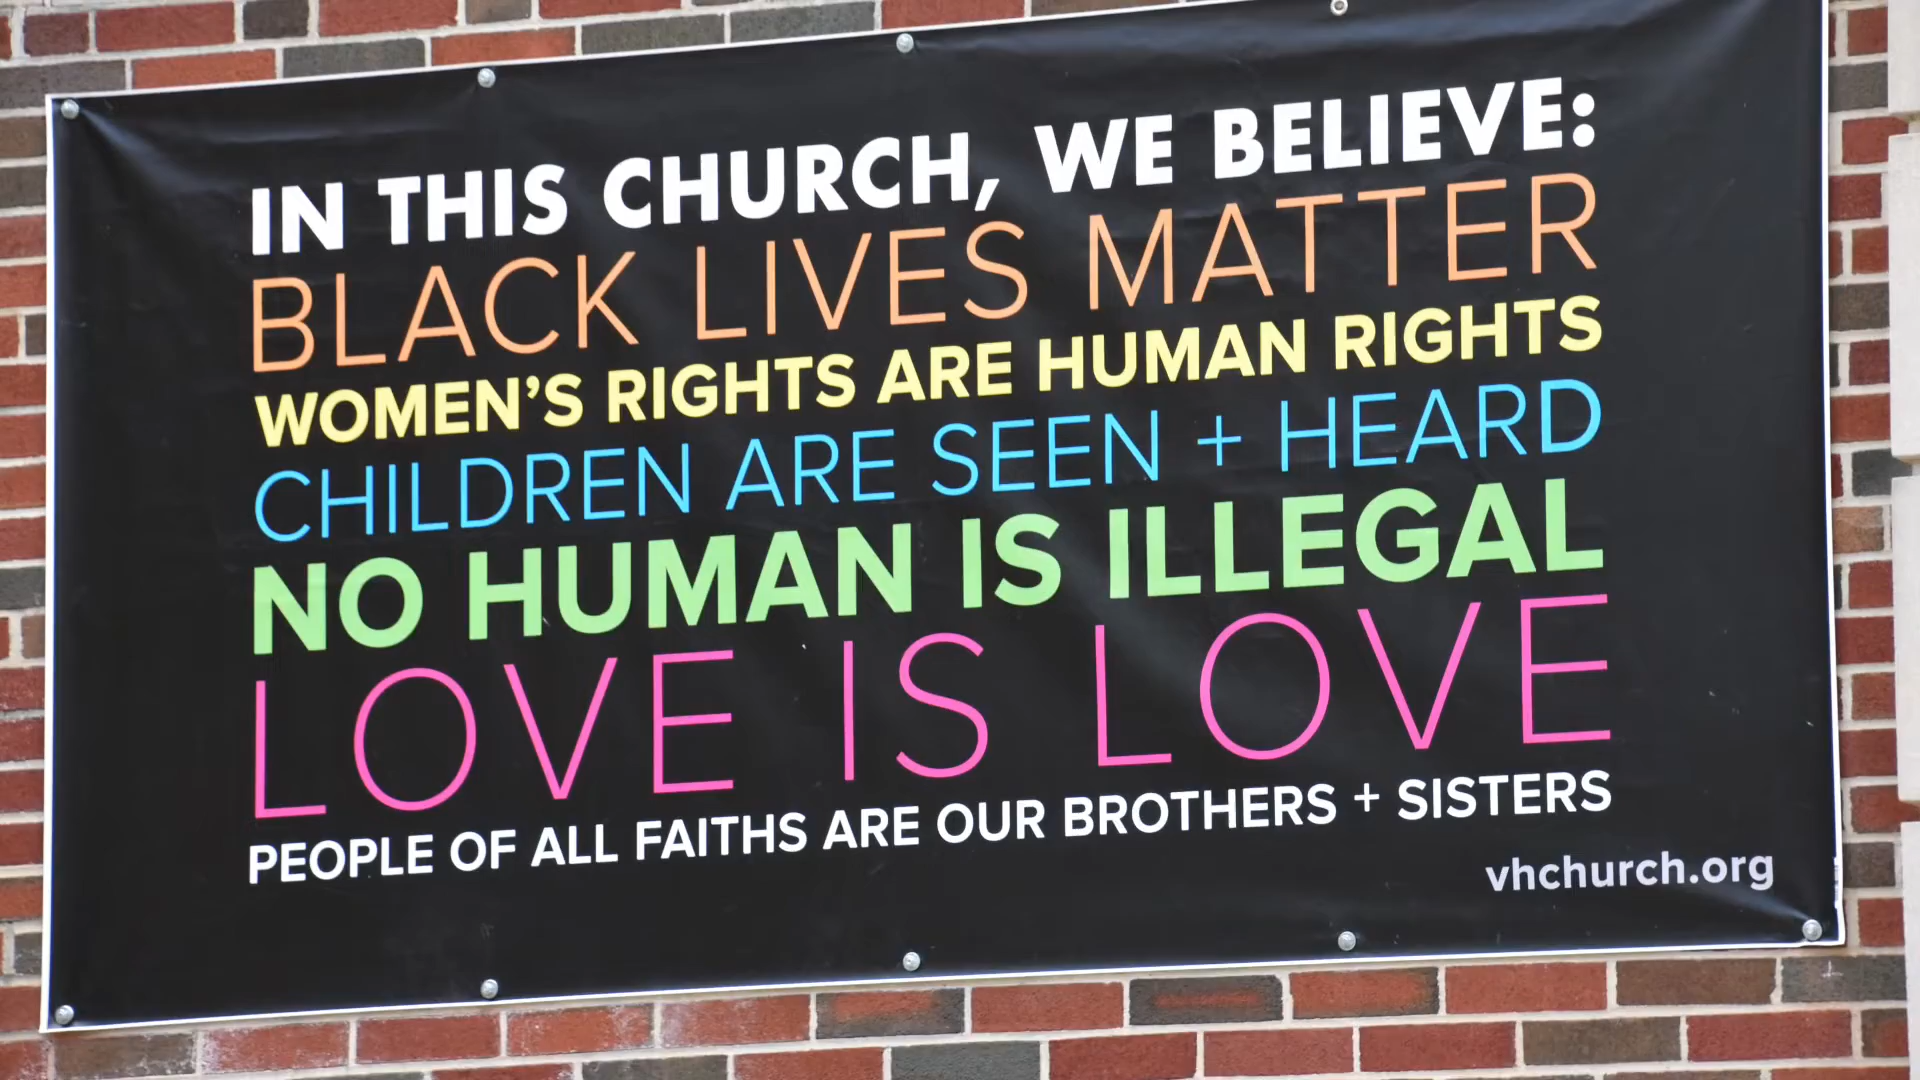 IN THIS CHURCH, WE BELIEVE:
BLACK LIVES MATTER
WOMEN’S RIGHTS ARE HUMAN RIGHTS
CHILDREN ARE SEEN + HEARD
NO HUMAN IS ILLEGAL
LOVE IS LOVE
PEOPLE OF ALL FAITHS ARE OUR BROTHERS + SISTERS
vhchurch.org